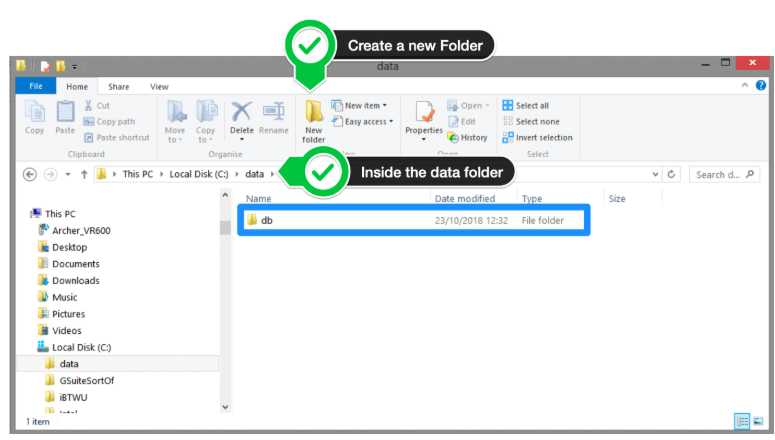 Create a new Folder
data
File Home Share View
Copy
Paste
Cut
Copy path
Paste shortcut
Clipboard
Move to
Copy to
Delete
Rename
Organise
New folder
New item
Easy access
Properties
Open
Edit
History
Open
Select all
Select none
Invert selection
Select
This PC Local Disk (C:) data
Inside the data folder
Search d...
Name Date modified Type Size
db 23/10/2018 12:32 File folder
This PC
Archer_VR600
Desktop
Documents
Downloads
Music
Pictures
Videos
Local Disk (C:)
data
GSuiteSortOf
iBTWU
1 item